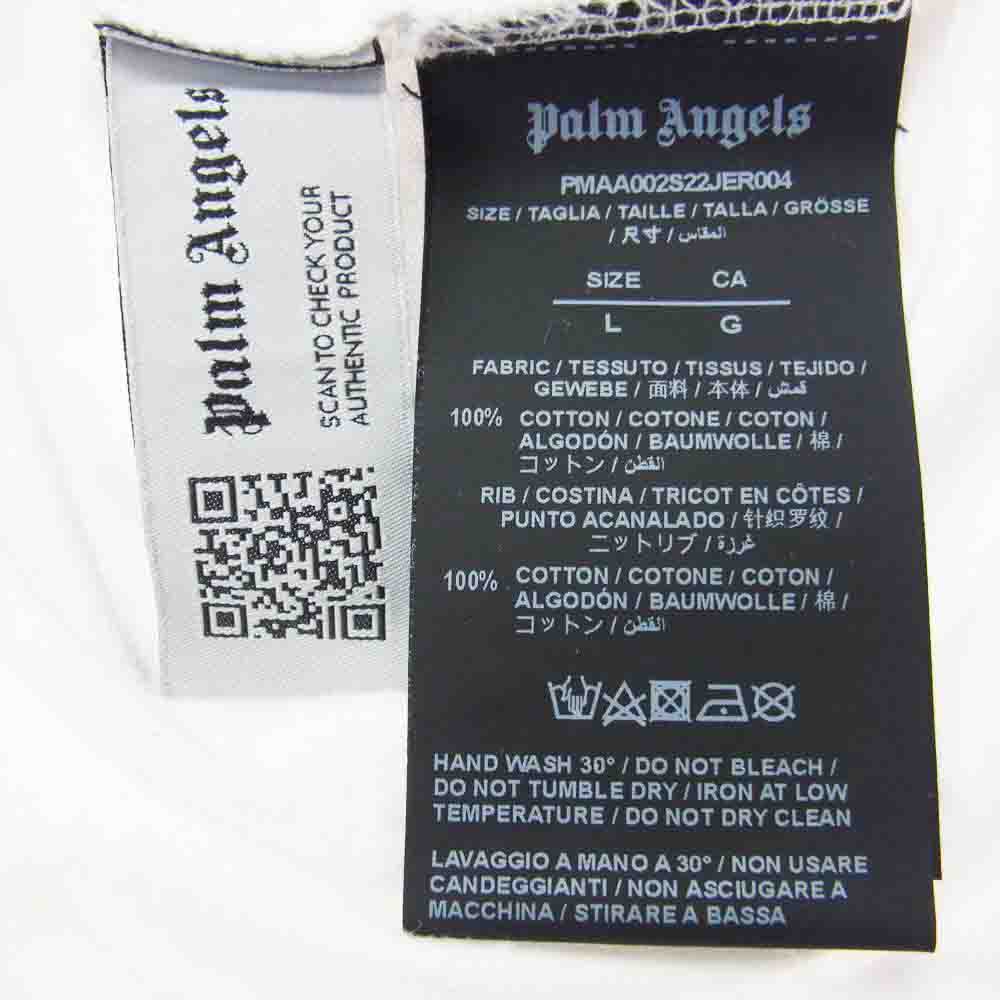 Palm Angels
SCAN TO CHECK YOUR
AUTHENTIC PRODUCT
Palm Angels
PMAA002S22JER004
SIZE / TAGLIA / TAILLE / TALLA / GRÖSSE
/ 尺寸 / المقاس
SIZE CA
L G
FABRIC / TESSUTO / TISSUS / TEJIDO /
GEWEBE / 面料 / 本体 / قمش
100% COTTON / COTONE / COTON /
ALGODÓN / BAUMWOLLE / 棉 /
コットン / القطن
RIB / COSTINA / TRICOT EN CÔTES /
PUNTO ACANALADO / 针织罗纹 /
ニットリブ / غرزة
100% COTTON / COTONE / COTON /
ALGODÓN / BAUMWOLLE / 棉 /
コットン / القطن
HAND WASH 30° / DO NOT BLEACH /
DO NOT TUMBLE DRY / IRON AT LOW
TEMPERATURE / DO NOT DRY CLEAN
LAVAGGIO A MANO A 30° / NON USARE
CANDEGGIANTI / NON ASCIUGARE A
MACCHINA / STIRARE A BASSA